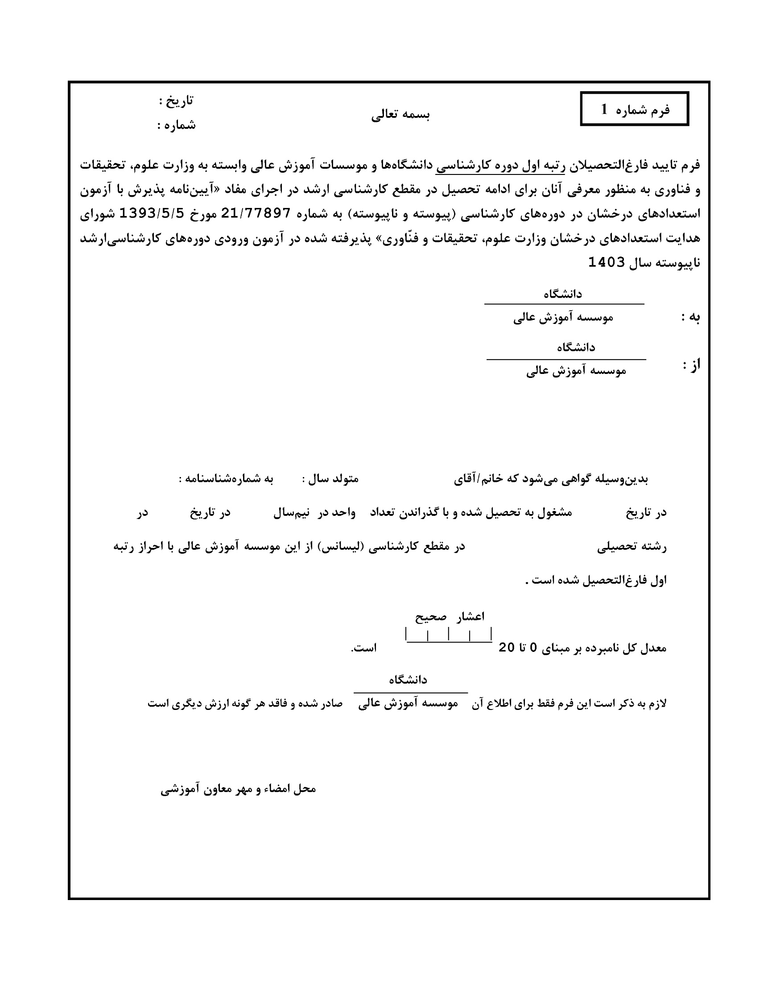 فرم شماره 1
بسمه تعالی
تاریخ :
شماره :
فرم تایید فارغ‌التحصیلان رتبه اول دوره کارشناسی دانشگاه‌ها و موسسات آموزش عالی وابسته به وزارت علوم، تحقیقات
و فناوری به منظور معرفی آنان برای ادامه تحصیل در مقطع کارشناسی ارشد در اجرای مفاد «آیین‌نامه پذیرش با آزمون
استعدادهای درخشان در دوره‌های کارشناسی (پیوسته و ناپیوسته) به شماره 21/77897 مورخ 1393/5/5 شورای
هدایت استعدادهای درخشان وزارت علوم، تحقیقات و فنّاوری» پذیرفته شده در آزمون ورودی دوره‌های کارشناسی‌ارشد
ناپیوسته سال 1403
دانشگاه
به : موسسه آموزش عالی
دانشگاه
از : موسسه آموزش عالی
بدین‌وسیله گواهی می‌شود که خانم/آقای متولد سال : به شماره‌شناسنامه :
در تاریخ مشغول به تحصیل شده و با گذراندن تعداد واحد در نیم‌سال در تاریخ در
رشته تحصیلی در مقطع کارشناسی (لیسانس) از این موسسه آموزش عالی با احراز رتبه
اول فارغ‌التحصیل شده است .
اعشار صحیح
معدل کل نامبرده بر مبنای 0 تا 20 است.
دانشگاه
لازم به ذکر است این فرم فقط برای اطلاع آن موسسه آموزش عالی صادر شده و فاقد هر گونه ارزش دیگری است
محل امضاء و مهر معاون آموزشی